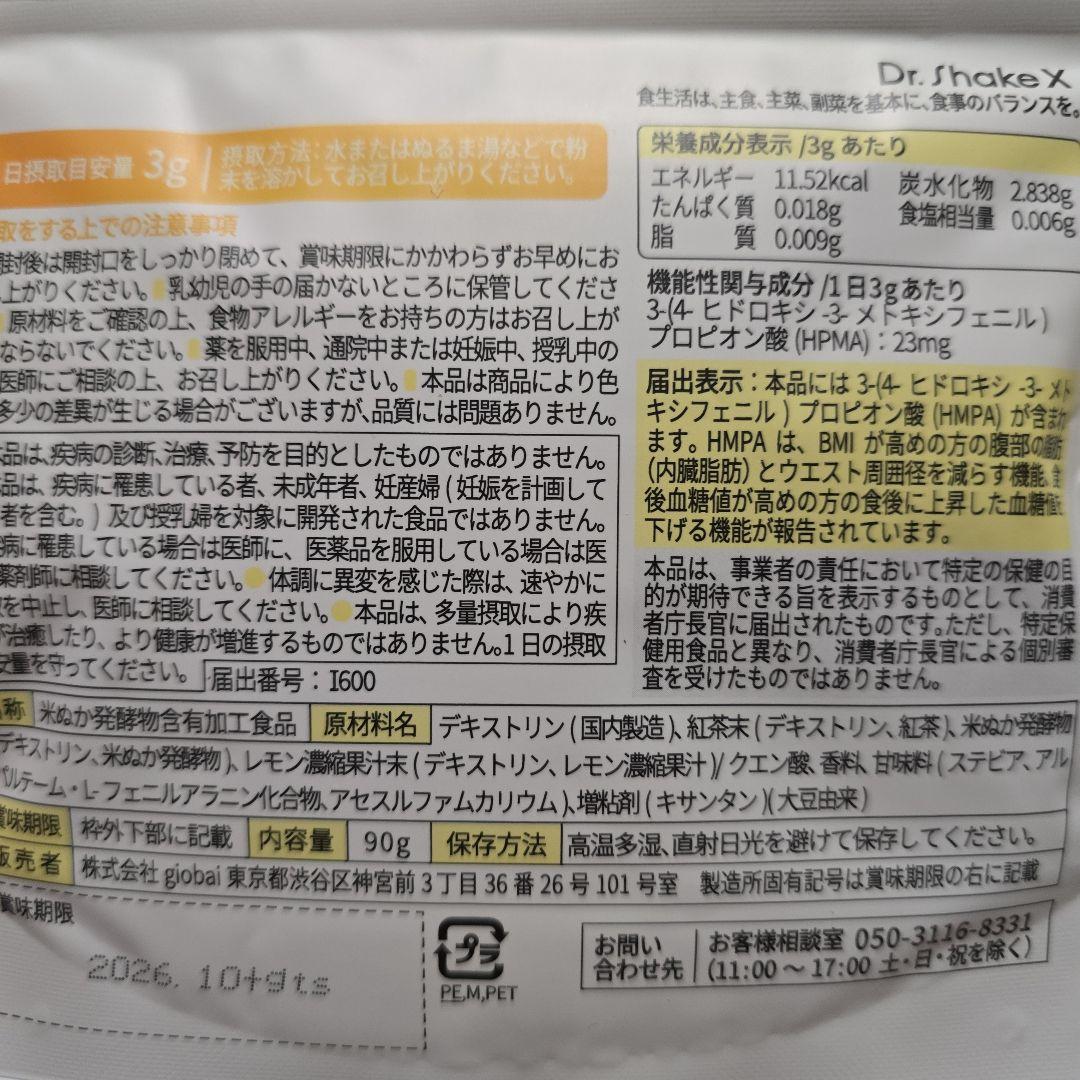 Dr. Shake X
食生活は、主食、主菜、副菜を基本に、食事のバランスを。
日摂取目安量 3g
摂取方法：水またはぬるま湯などで粉
末を溶かしてお召し上がりください。
取をする上での注意事項
封後は開封口をしっかり閉めて、賞味期限にかかわらずお早めにお
上がりください。 乳幼児の手の届かないところに保管してくださ
原材料をご確認の上、食物アレルギーをお持ちの方はお召し上が
ならないでください。 薬を服用中、通院中または妊娠中、授乳中の
医師にご相談の上、お召し上がりください。 本品は商品により色
多少の差異が生じる場合がございますが、品質には問題ありません。
品は、疾病の診断、治療、予防を目的としたものではありません。
品は、疾病に罹患している者、未成年者、妊産婦 ( 妊娠を計画して
者を含む。) 及び授乳婦を対象に開発された食品ではありません。
病に罹患している場合は医師に、医薬品を服用している場合は医
薬剤師に相談してください。●体調に異変を感じた際は、速やかに
を中止し、医師に相談してください。●本品は、多量摂取により疾
治癒したり、より健康が増進するものではありません。1 日の摂取
安量を守ってください。
届出番号：I600
栄養成分表示 /3g あたり
エネルギー 11.52kcal 炭水化物 2.838g
たんぱく質 0.018g 食塩相当量 0.006g
脂 質 0.009g
機能性関与成分 /1 日3gあたり
3-(4- ヒドロキシ -3- メトキシフェニル )
プロピオン酸 (HPMA)：23mg
届出表示：本品には 3-(4- ヒドロキシ -3- メト
キシフェニル ) プロピオン酸 (HMPA) が含まれ
ます。HMPA は、BMI が高めの方の腹部の脂肪
(内臓脂肪) とウエスト周囲径を減らす機能、食
後血糖値が高めの方の食後に上昇した血糖値を
下げる機能が報告されています。
本品は、事業者の責任において特定の保健の目
的が期待できる旨を表示するものとして、消費
者庁長官に届出されたものです。ただし、特定保
健用食品と異なり、消費者庁長官による個別審
査を受けたものではありません。
名称 米ぬか発酵物含有加工食品 原材料名 デキストリン ( 国内製造 )、紅茶末 ( デキストリン、紅茶 )、米ぬか発酵物
デキストリン、米ぬか発酵物 )、レモン濃縮果汁末 ( デキストリン、レモン濃縮果汁 )/ クエン酸、香料、甘味料 ( ステビア、アル
パルテーム・L-フェニルアラニン化合物、アセスルファムカリウム )、増粘剤 ( キサンタン )( 大豆由来 )
賞味期限 枠外下部に記載 内容量 90g 保存方法 高温多湿、直射日光を避けて保存してください。
販売者 株式会社 giobai 東京都渋谷区神宮前 3 丁目 36 番 26 号 101 号室 製造所固有記号は賞味期限の右に記載
賞味期限
2026. 10+gts
プラ
PE,M,PET
お問い
合わせ先
お客様相談室 050-3116-8331
(11:00 〜 17:00 土・日・祝を除く)